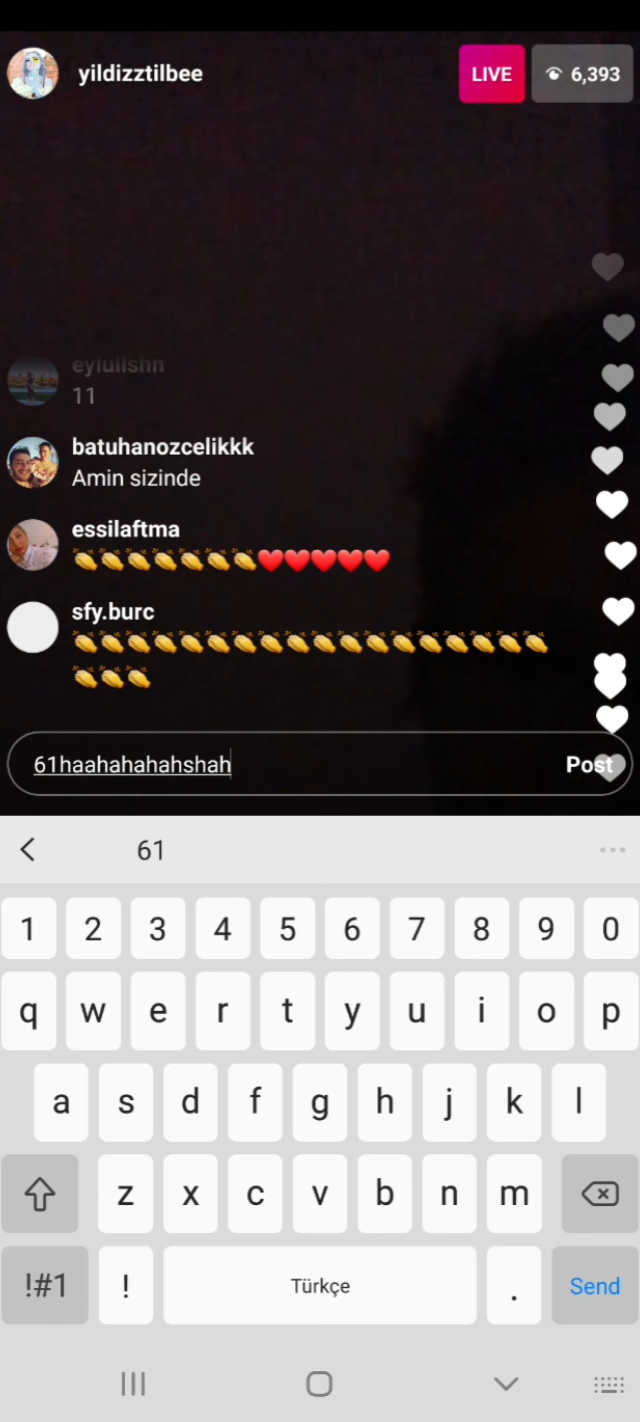 yildizztilbee
LIVE
6,393
eylullshn
11
batuhanozcelikkk
Amin sizinde
essilaftma
👏👏👏👏👏👏👏❤️❤️❤️❤️❤️
sfy.burc
👏👏👏👏👏👏👏👏👏👏👏👏👏👏👏👏👏👏
👏👏👏
61haahahahahshah
Post
61
1 2 3 4 5 6 7 8 9 0
q w e r t y u i o p
a s d f g h j k l
z x c v b n m
!#1 ! Türkçe . Send